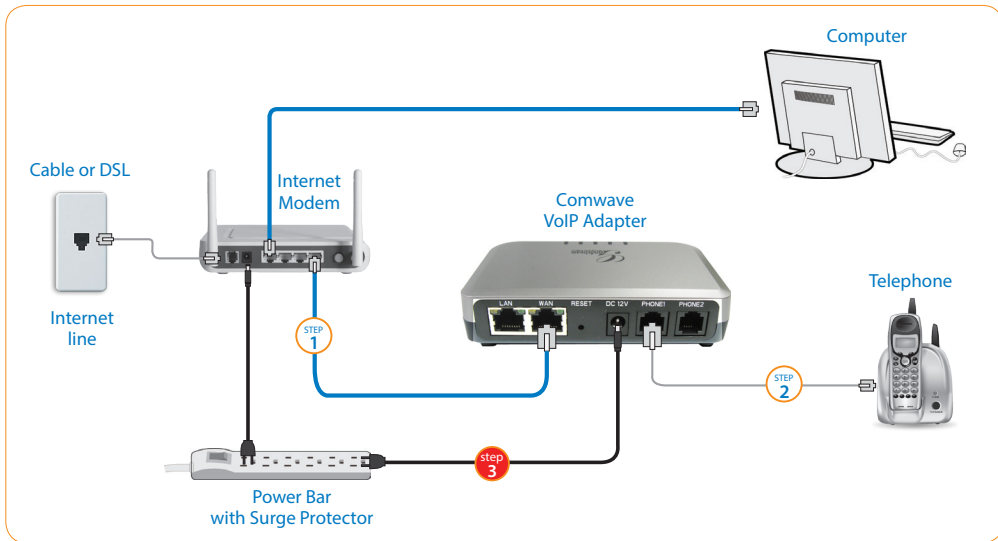 Computer
Cable or DSL
Internet
Modem
Comwave
VoIP Adapter
Telephone
LAN
WAN
RESET
DC 12V
PHONE1
PHONE2
Internet
line
STEP
1
STEP
2
step
3
Power Bar
with Surge Protector